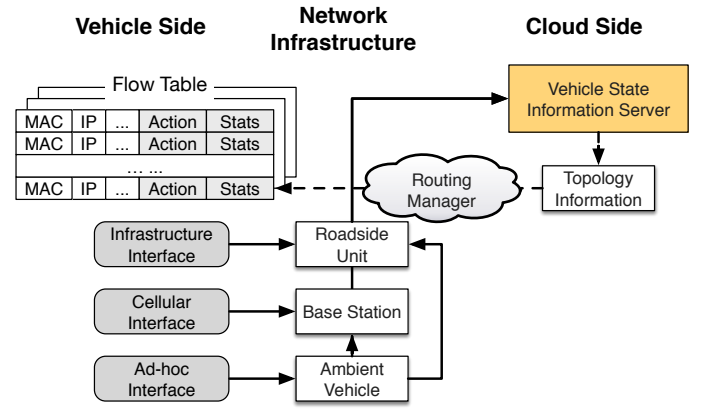 Vehicle Side
Network
Infrastructure
Cloud Side
Flow Table
MAC IP ... Action Stats
MAC IP ... Action Stats
... ...
MAC IP ... Action Stats
Vehicle State
Information Server
Routing
Manager
Topology
Information
Infrastructure
Interface
Roadside
Unit
Cellular
Interface
Base Station
Ad-hoc
Interface
Ambient
Vehicle